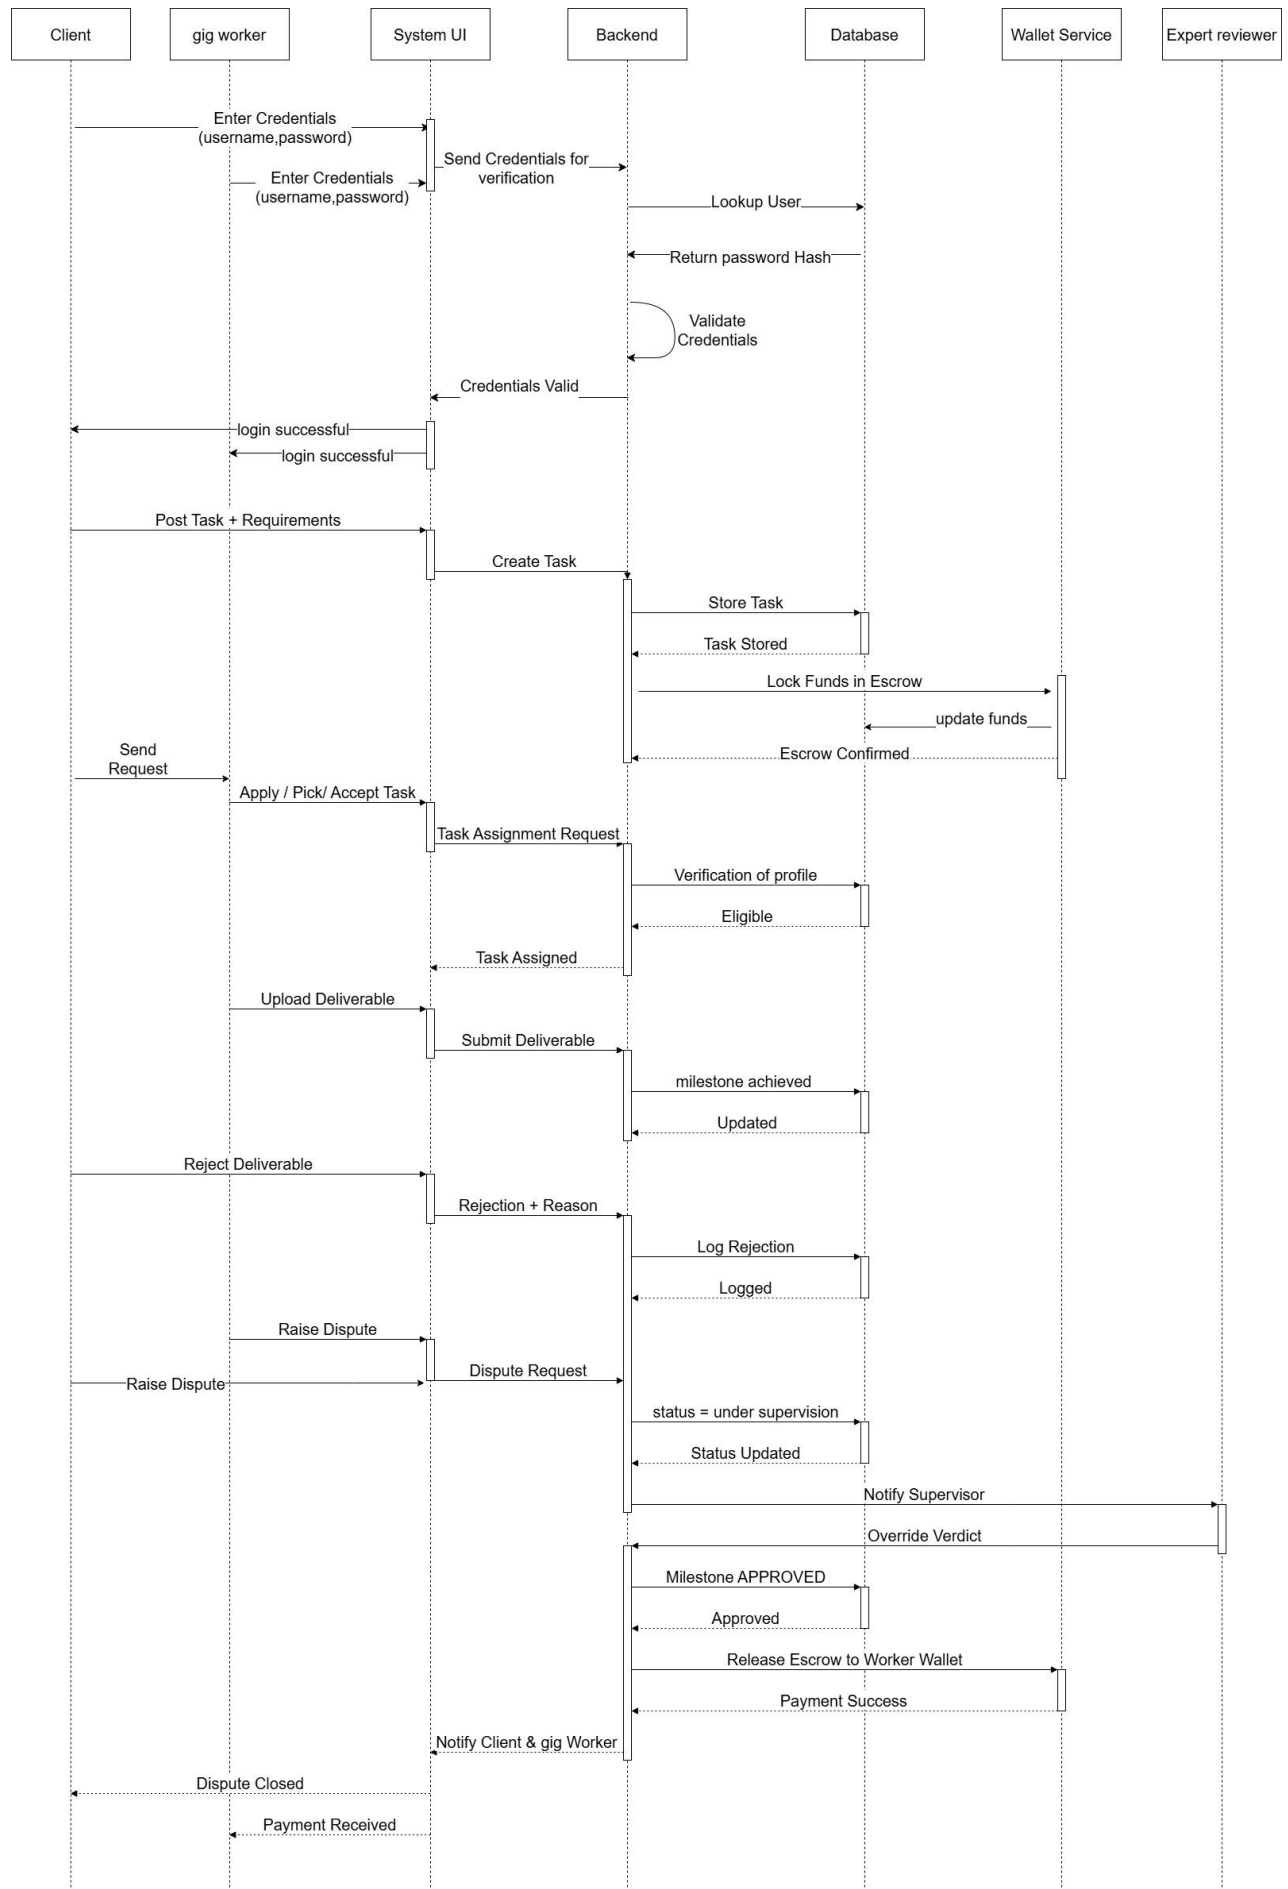 Client
gig worker
System UI
Backend
Database
Wallet Service
Expert reviewer
Enter Credentials
(username,password)
Send Credentials for
verification
Enter Credentials
(username,password)
Lookup User
Return password Hash
Validate
Credentials
Credentials Valid
login successful
login successful
Post Task + Requirements
Create Task
Store Task
Task Stored
Lock Funds in Escrow
update funds
Send
Request
Escrow Confirmed
Apply / Pick/ Accept Task
Task Assignment Request
Verification of profile
Eligible
Task Assigned
Upload Deliverable
Submit Deliverable
milestone achieved
Updated
Reject Deliverable
Rejection + Reason
Log Rejection
Logged
Raise Dispute
Dispute Request
Raise Dispute
status = under supervision
Status Updated
Notify Supervisor
Override Verdict
Milestone APPROVED
Approved
Release Escrow to Worker Wallet
Payment Success
Notify Client & gig Worker
Dispute Closed
Payment Received